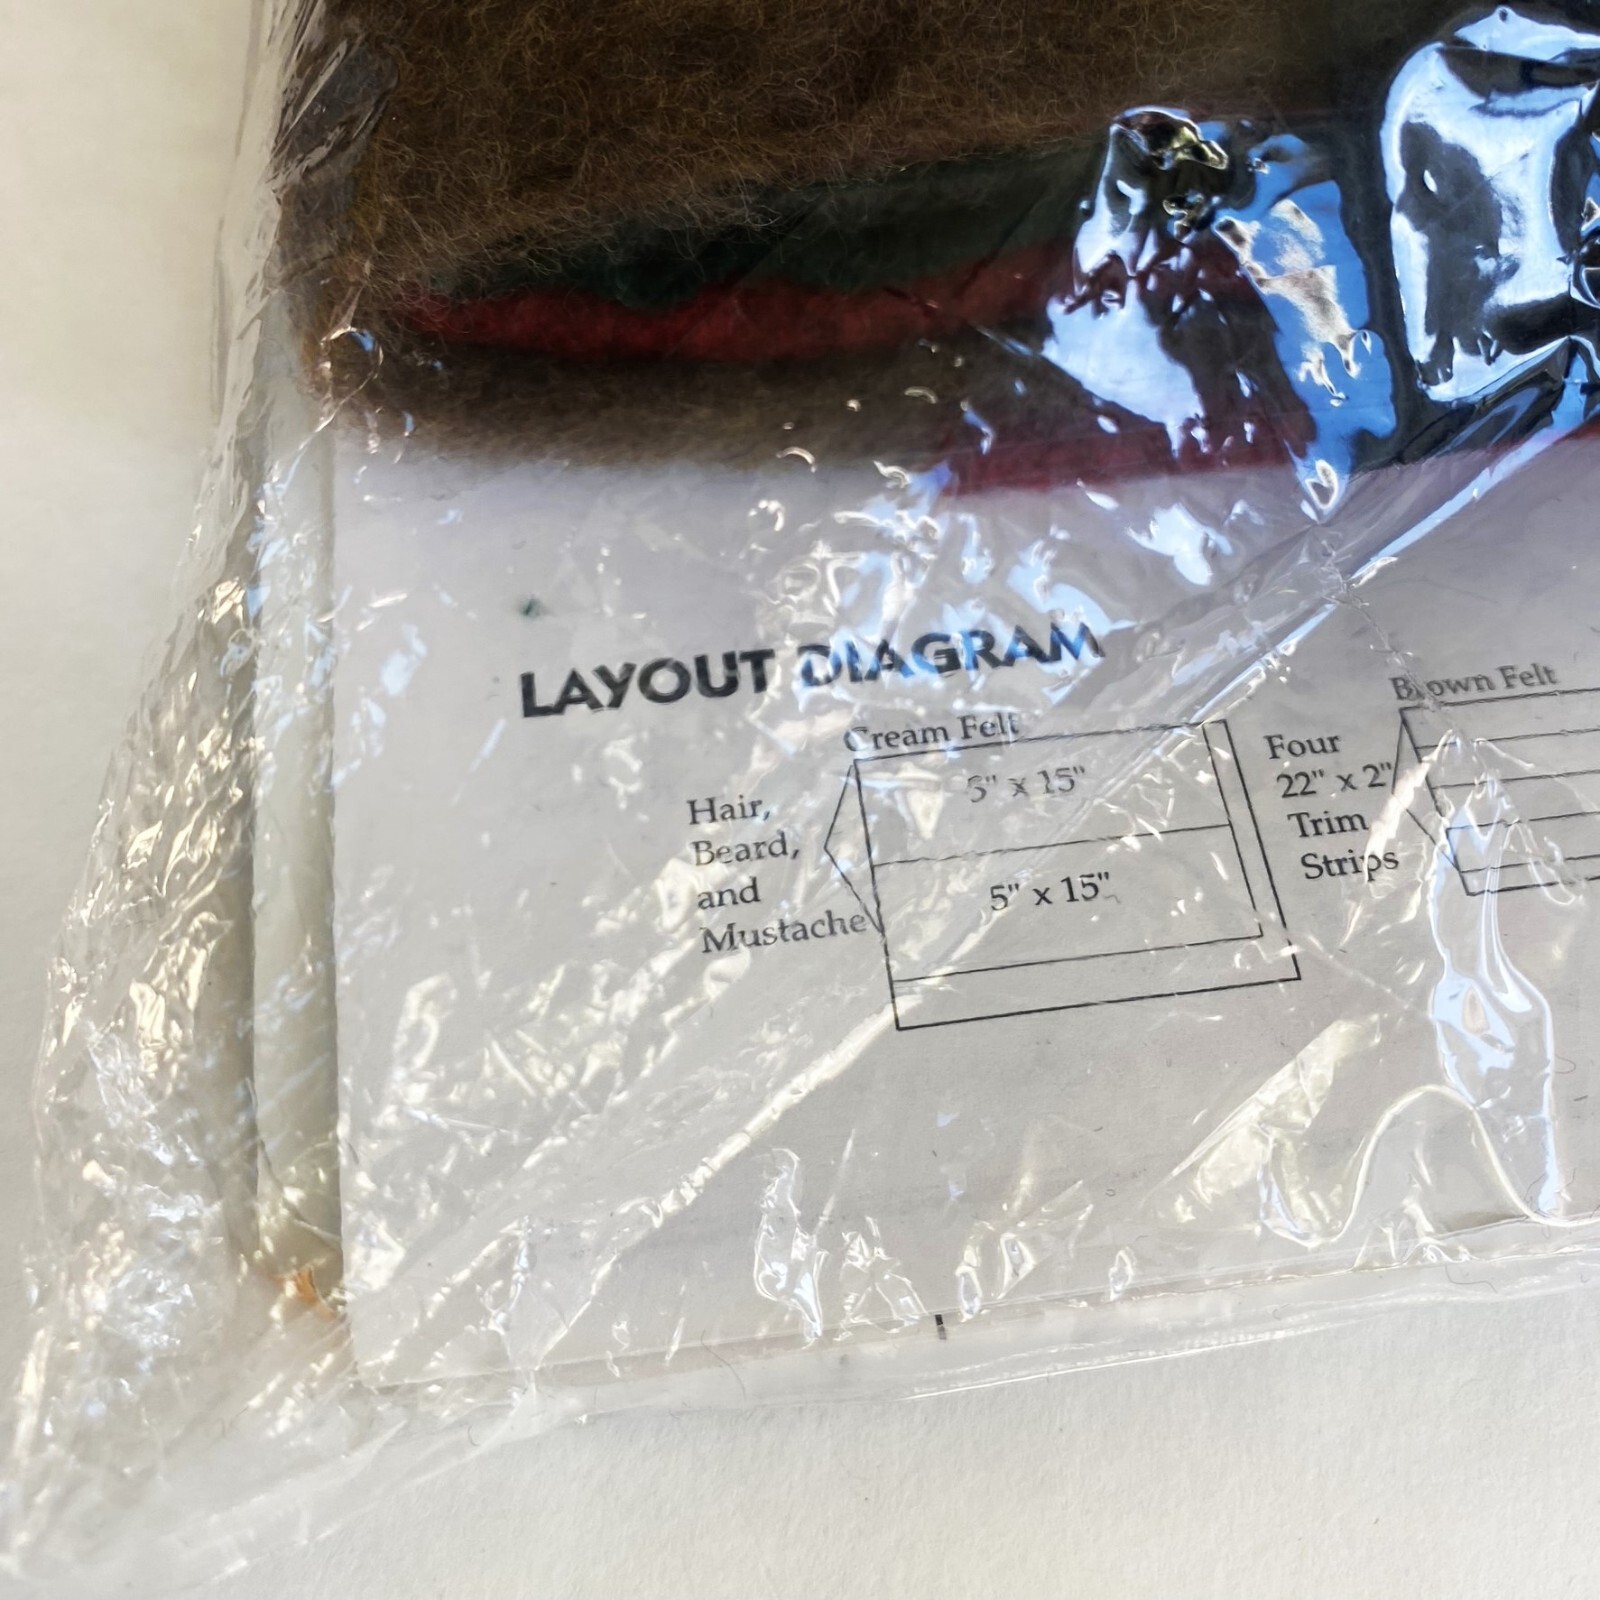 LAYOUT DIAGRAM
Cream Felt
5" x 15"
5" x 15"
Hair,
Beard,
and
Mustache
Brown Felt
Four
22" x 2"
Trim
Strips